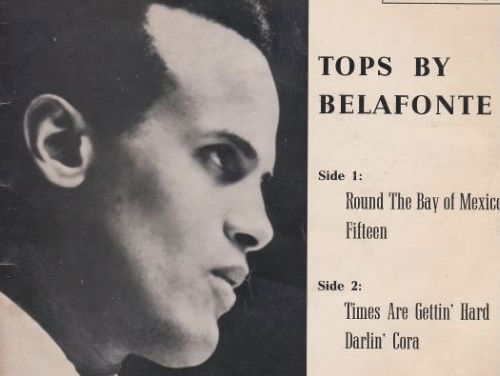 TOPS BY
BELAFONTE
Side 1:
Round The Bay of Mexico
Fifteen
Side 2:
Times Are Gettin' Hard
Darlin' Cora